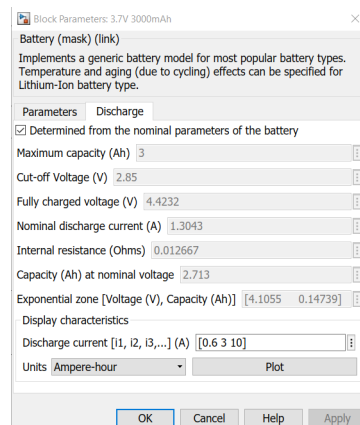 Block Parameters: 3.7V 3000mAh
Battery (mask) (link)
Implements a generic battery model for most popular battery types.
Temperature and aging (due to cycling) effects can be specified for
Lithium-Ion battery type.
Parameters Discharge
Determined from the nominal parameters of the battery
Maximum capacity (Ah) 3
Cut-off Voltage (V) 2.85
Fully charged voltage (V) 4.4232
Nominal discharge current (A) 1.3043
Internal resistance (Ohms) 0.012667
Capacity (Ah) at nominal voltage 2.713
Exponential zone [Voltage (V), Capacity (Ah)] [4.1055 0.14739]
Display characteristics
Discharge current [i1, i2, i3,...] (A) [0.6 3 10]
Units Ampere-hour Plot
OK Cancel Help Apply